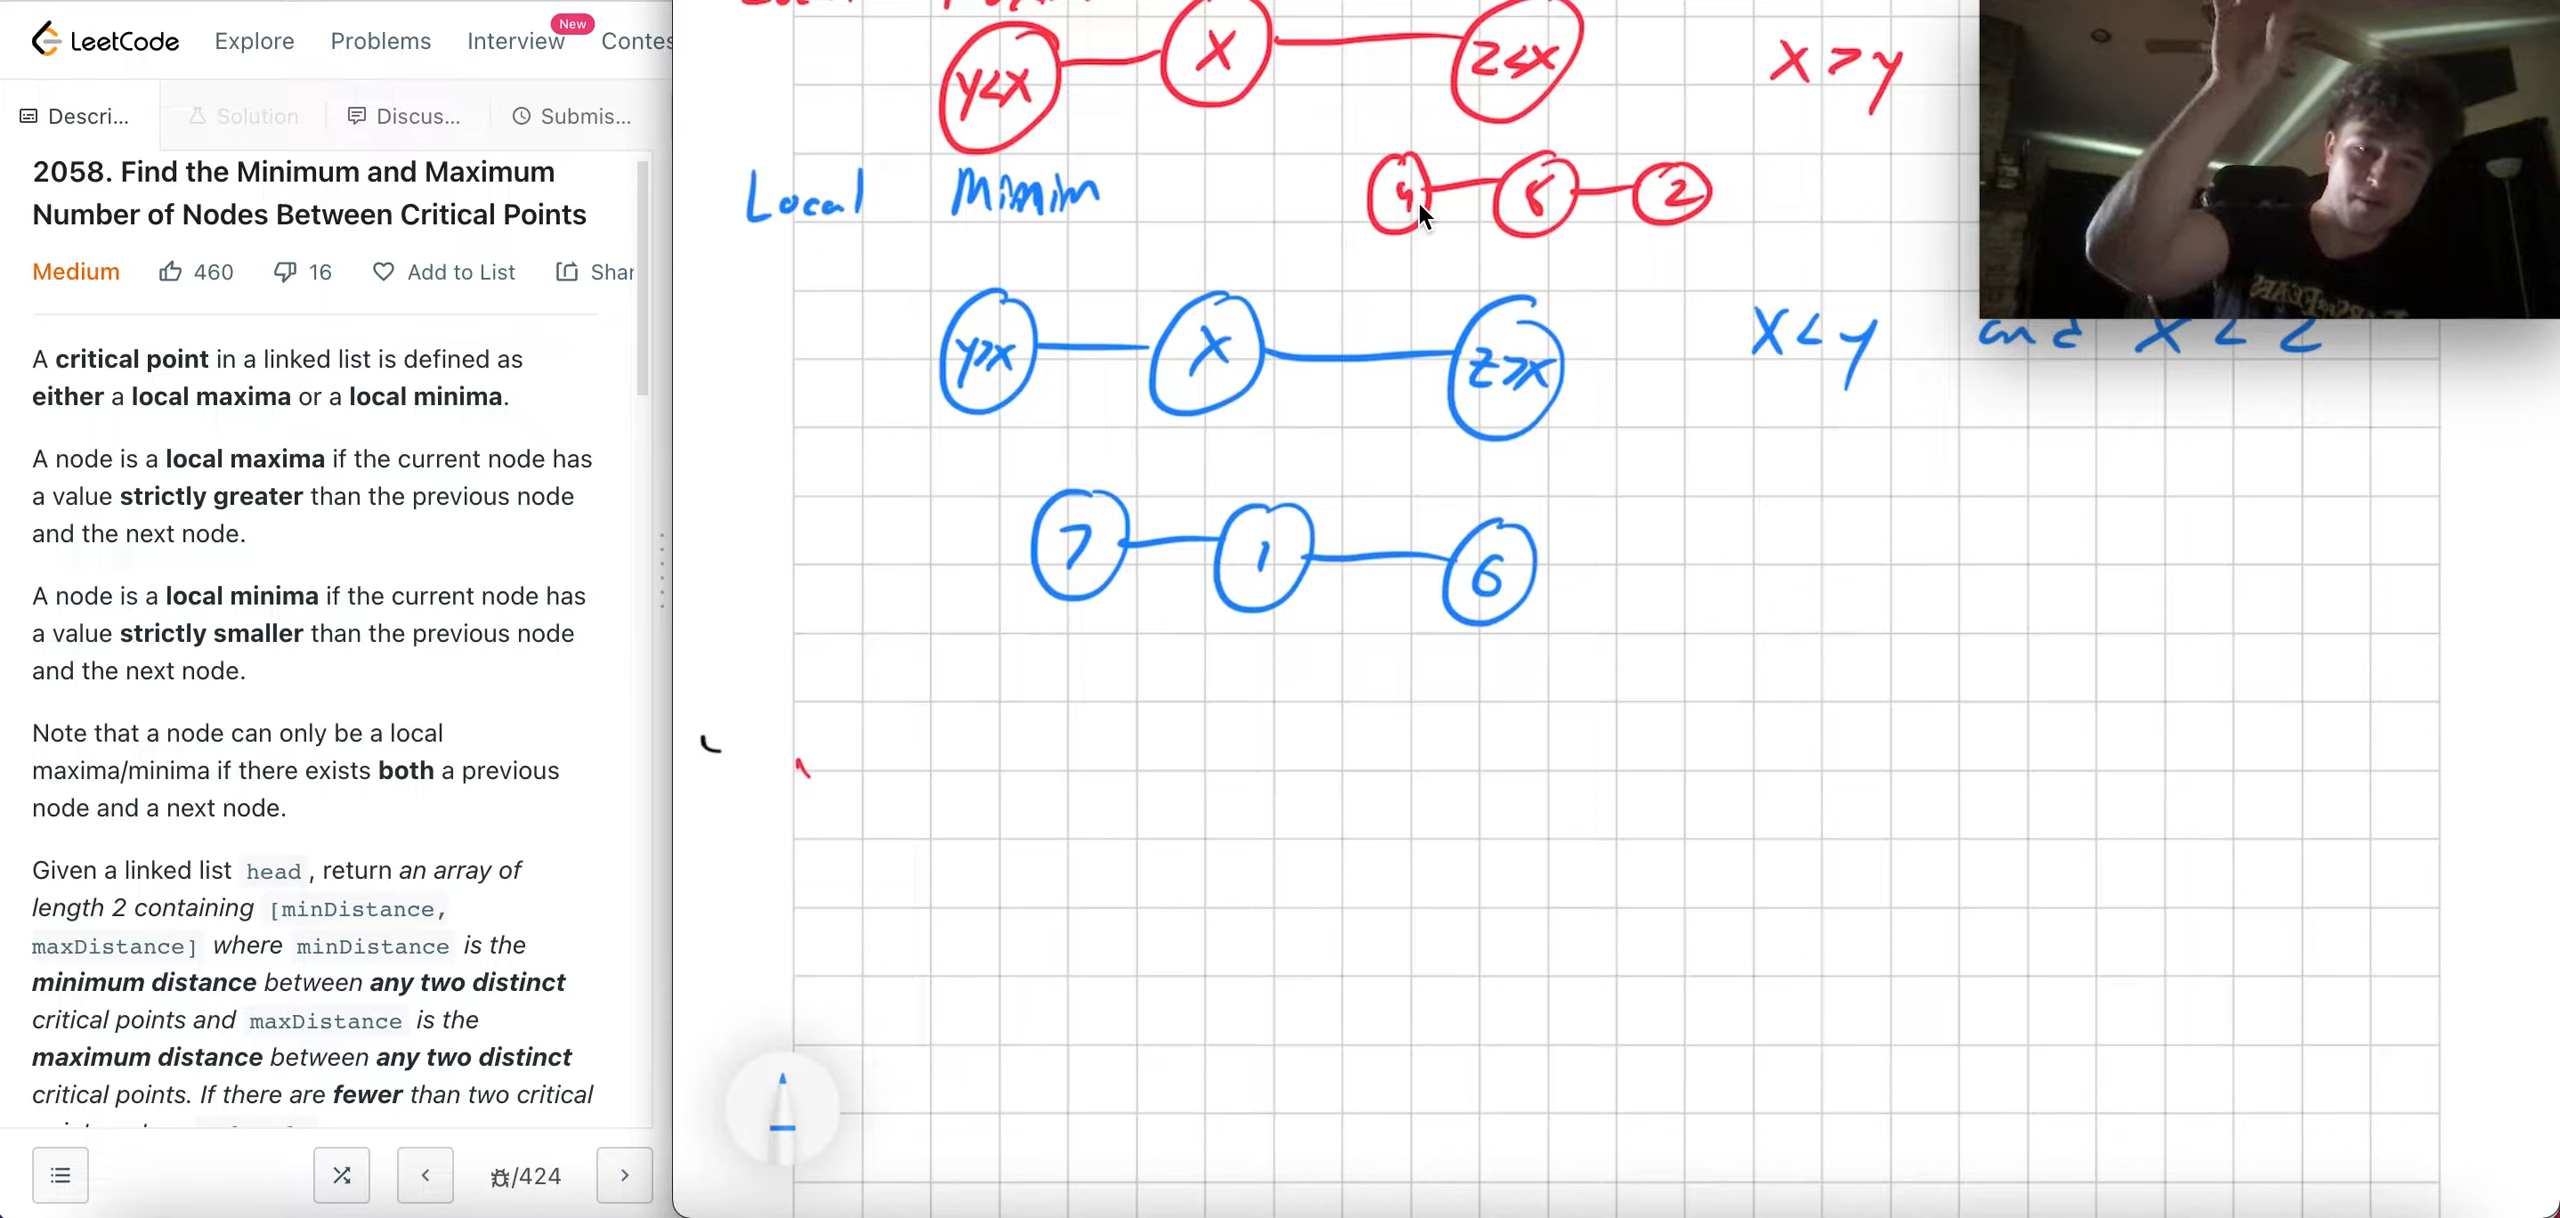 LeetCode Explore Problems Interview New Contes
Descri... Solution Discus... Submis...
2058. Find the Minimum and Maximum
Number of Nodes Between Critical Points
Medium 460 16 Add to List Shar
A critical point in a linked list is defined as
either a local maxima or a local minima.
A node is a local maxima if the current node has
a value strictly greater than the previous node
and the next node.
A node is a local minima if the current node has
a value strictly smaller than the previous node
and the next node.
Note that a node can only be a local
maxima/minima if there exists both a previous
node and a next node.
Given a linked list head , return an array of
length 2 containing [minDistance,
maxDistance] where minDistance is the
minimum distance between any two distinct
critical points and maxDistance is the
maximum distance between any two distinct
critical points. If there are fewer than two critical
/424
y<x X z<x X > y
Local
8 2
y>x X z>x X < y and X < z
7 1 6